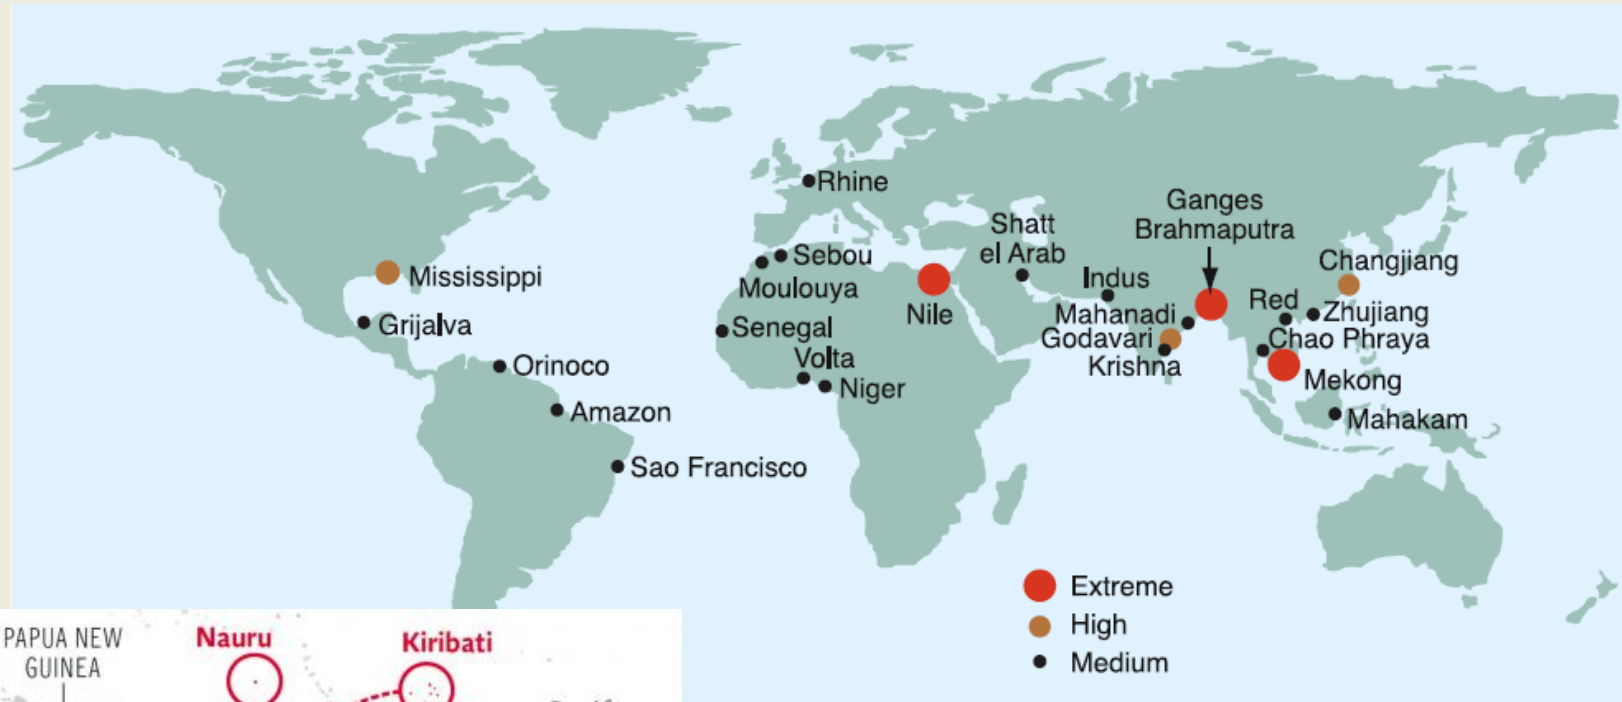 Rhine
Ganges
Brahmaputra
Shatt
el Arab
Sebou
Changjiang
Mississippi
Moulouya
Indus
Nile
Red
Zhujiang
Mahanadi
Grijalva
Senegal
Godavari
Chao Phraya
Volta
Krishna
Orinoco
Niger
Mekong
Amazon
Mahakam
Sao Francisco
Extreme
High
Medium
PAPUA NEW
GUINEA
Nauru
Kiribati